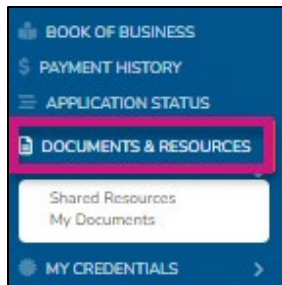 BOOK OF BUSINESS
$ PAYMENT HISTORY
APPLICATION STATUS
DOCUMENTS & RESOURCES
Shared Resources
My Documents
MY CREDENTIALS >